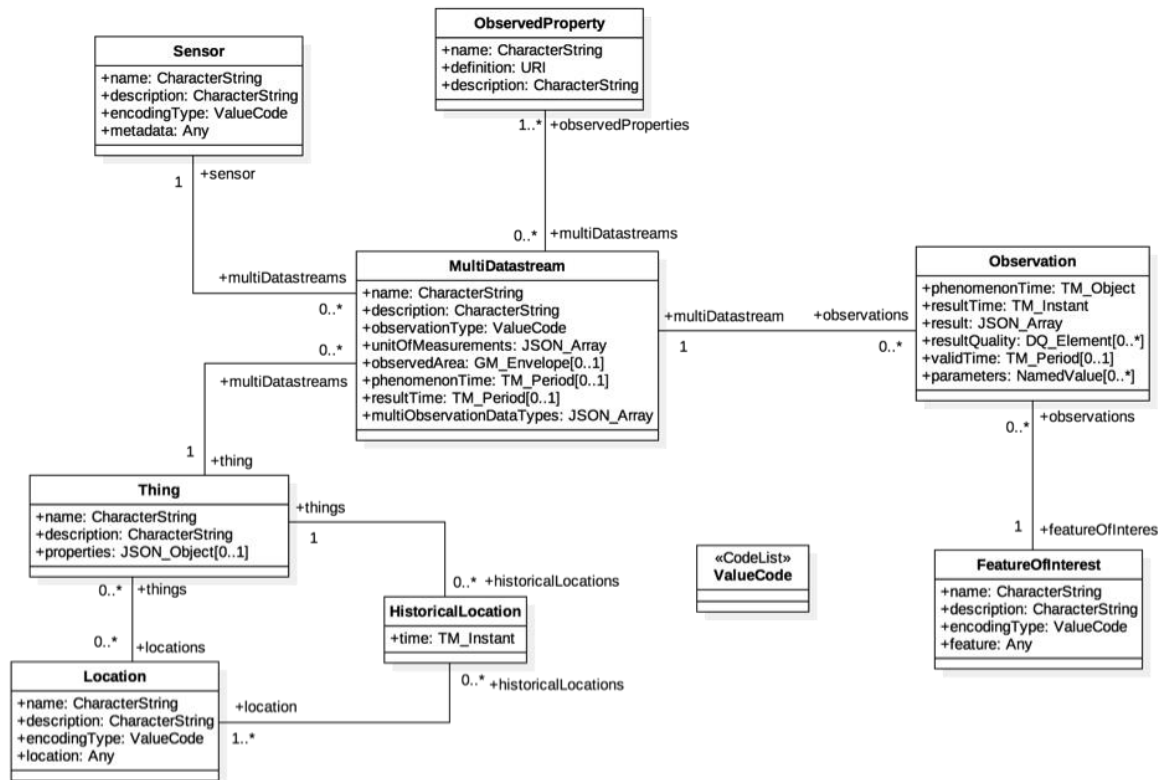 ObservedProperty
+name: CharacterString
+definition: URI
+description: CharacterString
Sensor
+name: CharacterString
+description: CharacterString
+encodingType: ValueCode
+metadata: Any
1..* +observedProperties
1 +sensor
0..* +multiDatastreams
+multiDatastreams
0..*
MultiDatastream
+name: CharacterString
+description: CharacterString
+observationType: ValueCode
+unitOfMeasurements: JSON_Array
+observedArea: GM_Envelope[0..1]
+phenomenonTime: TM_Period[0..1]
+resultTime: TM_Period[0..1]
+multiObservationDataTypes: JSON_Array
+multiDatastream
1
+observations
0..*
Observation
+phenomenonTime: TM_Object
+resultTime: TM_Instant
+result: JSON_Array
+resultQuality: DQ_Element[0..*]
+validTime: TM_Period[0..1]
+parameters: NamedValue[0..*]
0..*
+multiDatastreams
1
+thing
+observations
0..*
1
+featureOfInteres
Thing
+name: CharacterString
+description: CharacterString
+properties: JSON_Object[0..1]
+things
1
0..* +historicalLocations
HistoricalLocation
+time: TM_Instant
0..* +historicalLocations
«CodeList»
ValueCode
FeatureOfInterest
+name: CharacterString
+description: CharacterString
+encodingType: ValueCode
+feature: Any
0..* +things
0..* +locations
Location
+name: CharacterString
+description: CharacterString
+encodingType: ValueCode
+location: Any
+location
1..*